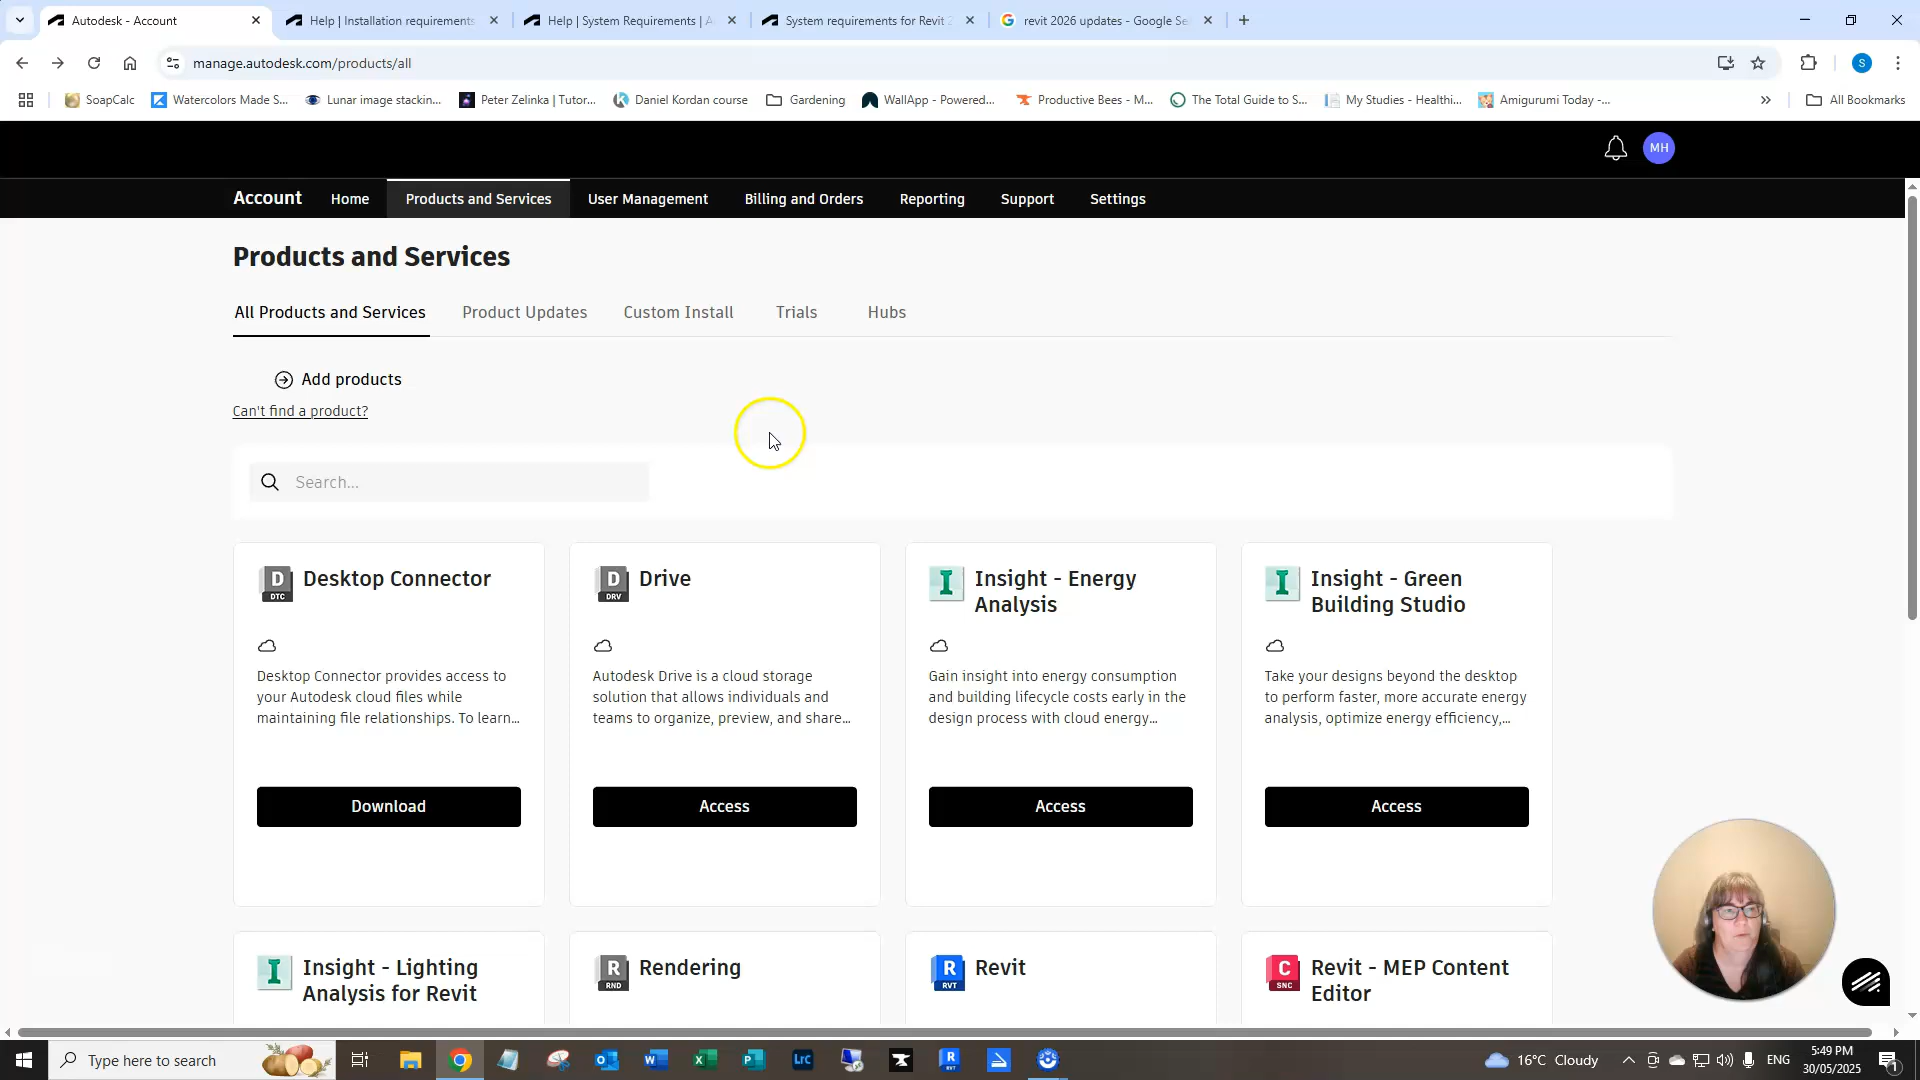 Autodesk - Account
Help | Installation requirements
Help | System Requirements | A
System requirements for Revit 2
revit 2026 updates - Google Se
manage.autodesk.com/products/all
S
SoapCalc
Watercolors Made S...
Lunar image stackin...
Peter Zelinka | Tutor...
Daniel Kordan course
Gardening
WallApp - Powered...
Productive Bees - M...
The Total Guide to S...
My Studies - Healthi...
Amigurumi Today -...
All Bookmarks
MH
Account
Home
Products and Services
User Management
Billing and Orders
Reporting
Support
Settings
Products and Services
All Products and Services
Product Updates
Custom Install
Trials
Hubs
Add products
Can't find a product?
Search...
D
DTC
Desktop Connector
Desktop Connector provides access to
your Autodesk cloud files while
maintaining file relationships. To learn...
Download
D
DRV
Drive
Autodesk Drive is a cloud storage
solution that allows individuals and
teams to organize, preview, and share...
Access
I
Insight - Energy
Analysis
Gain insight into energy consumption
and building lifecycle costs early in the
design process with cloud energy...
Access
I
Insight - Green
Building Studio
Take your designs beyond the desktop
to perform faster, more accurate energy
analysis, optimize energy efficiency,...
Access
I
Insight - Lighting
Analysis for Revit
R
RND
Rendering
R
RVT
Revit
C
SNC
Revit - MEP Content
Editor
Type here to search
LrC
16°C Cloudy
ENG
5:49 PM
30/05/2025
1